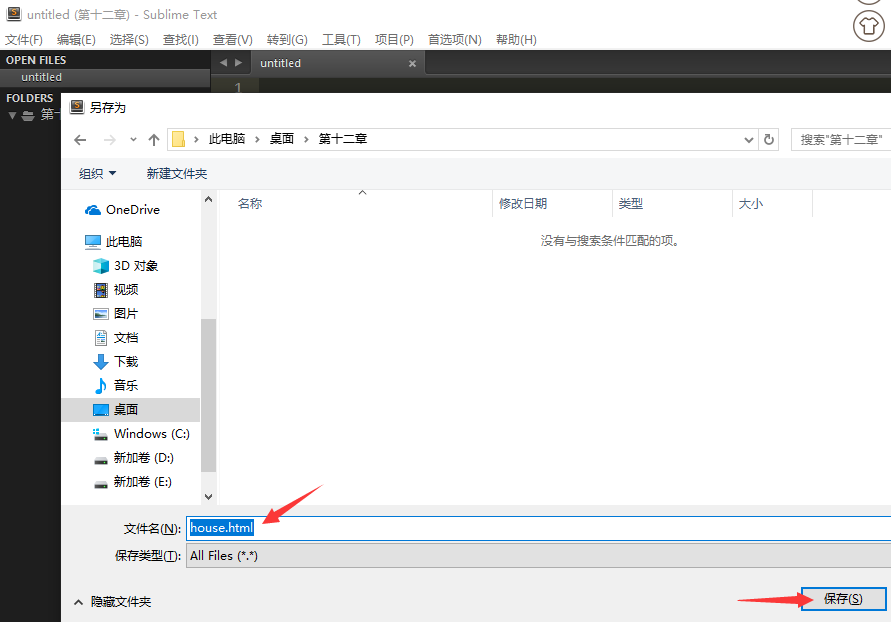 untitled (第十二章) - Sublime Text
文件(F) 编辑(E) 选择(S) 查找(I) 查看(V) 转到(G) 工具(T) 项目(P) 首选项(N) 帮助(H)
OPEN FILES
untitled
untitled
1
FOLDERS
第十
另存为
此电脑 › 桌面 › 第十二章
搜索"第十二章"
组织 新建文件夹
名称 修改日期 类型 大小
没有与搜索条件匹配的项。
OneDrive
此电脑
3D 对象
视频
图片
文档
下载
音乐
桌面
Windows (C:)
新加卷 (D:)
新加卷 (E:)
文件名(N): house.html
保存类型(T): All Files (*.*)
隐藏文件夹
保存(S)